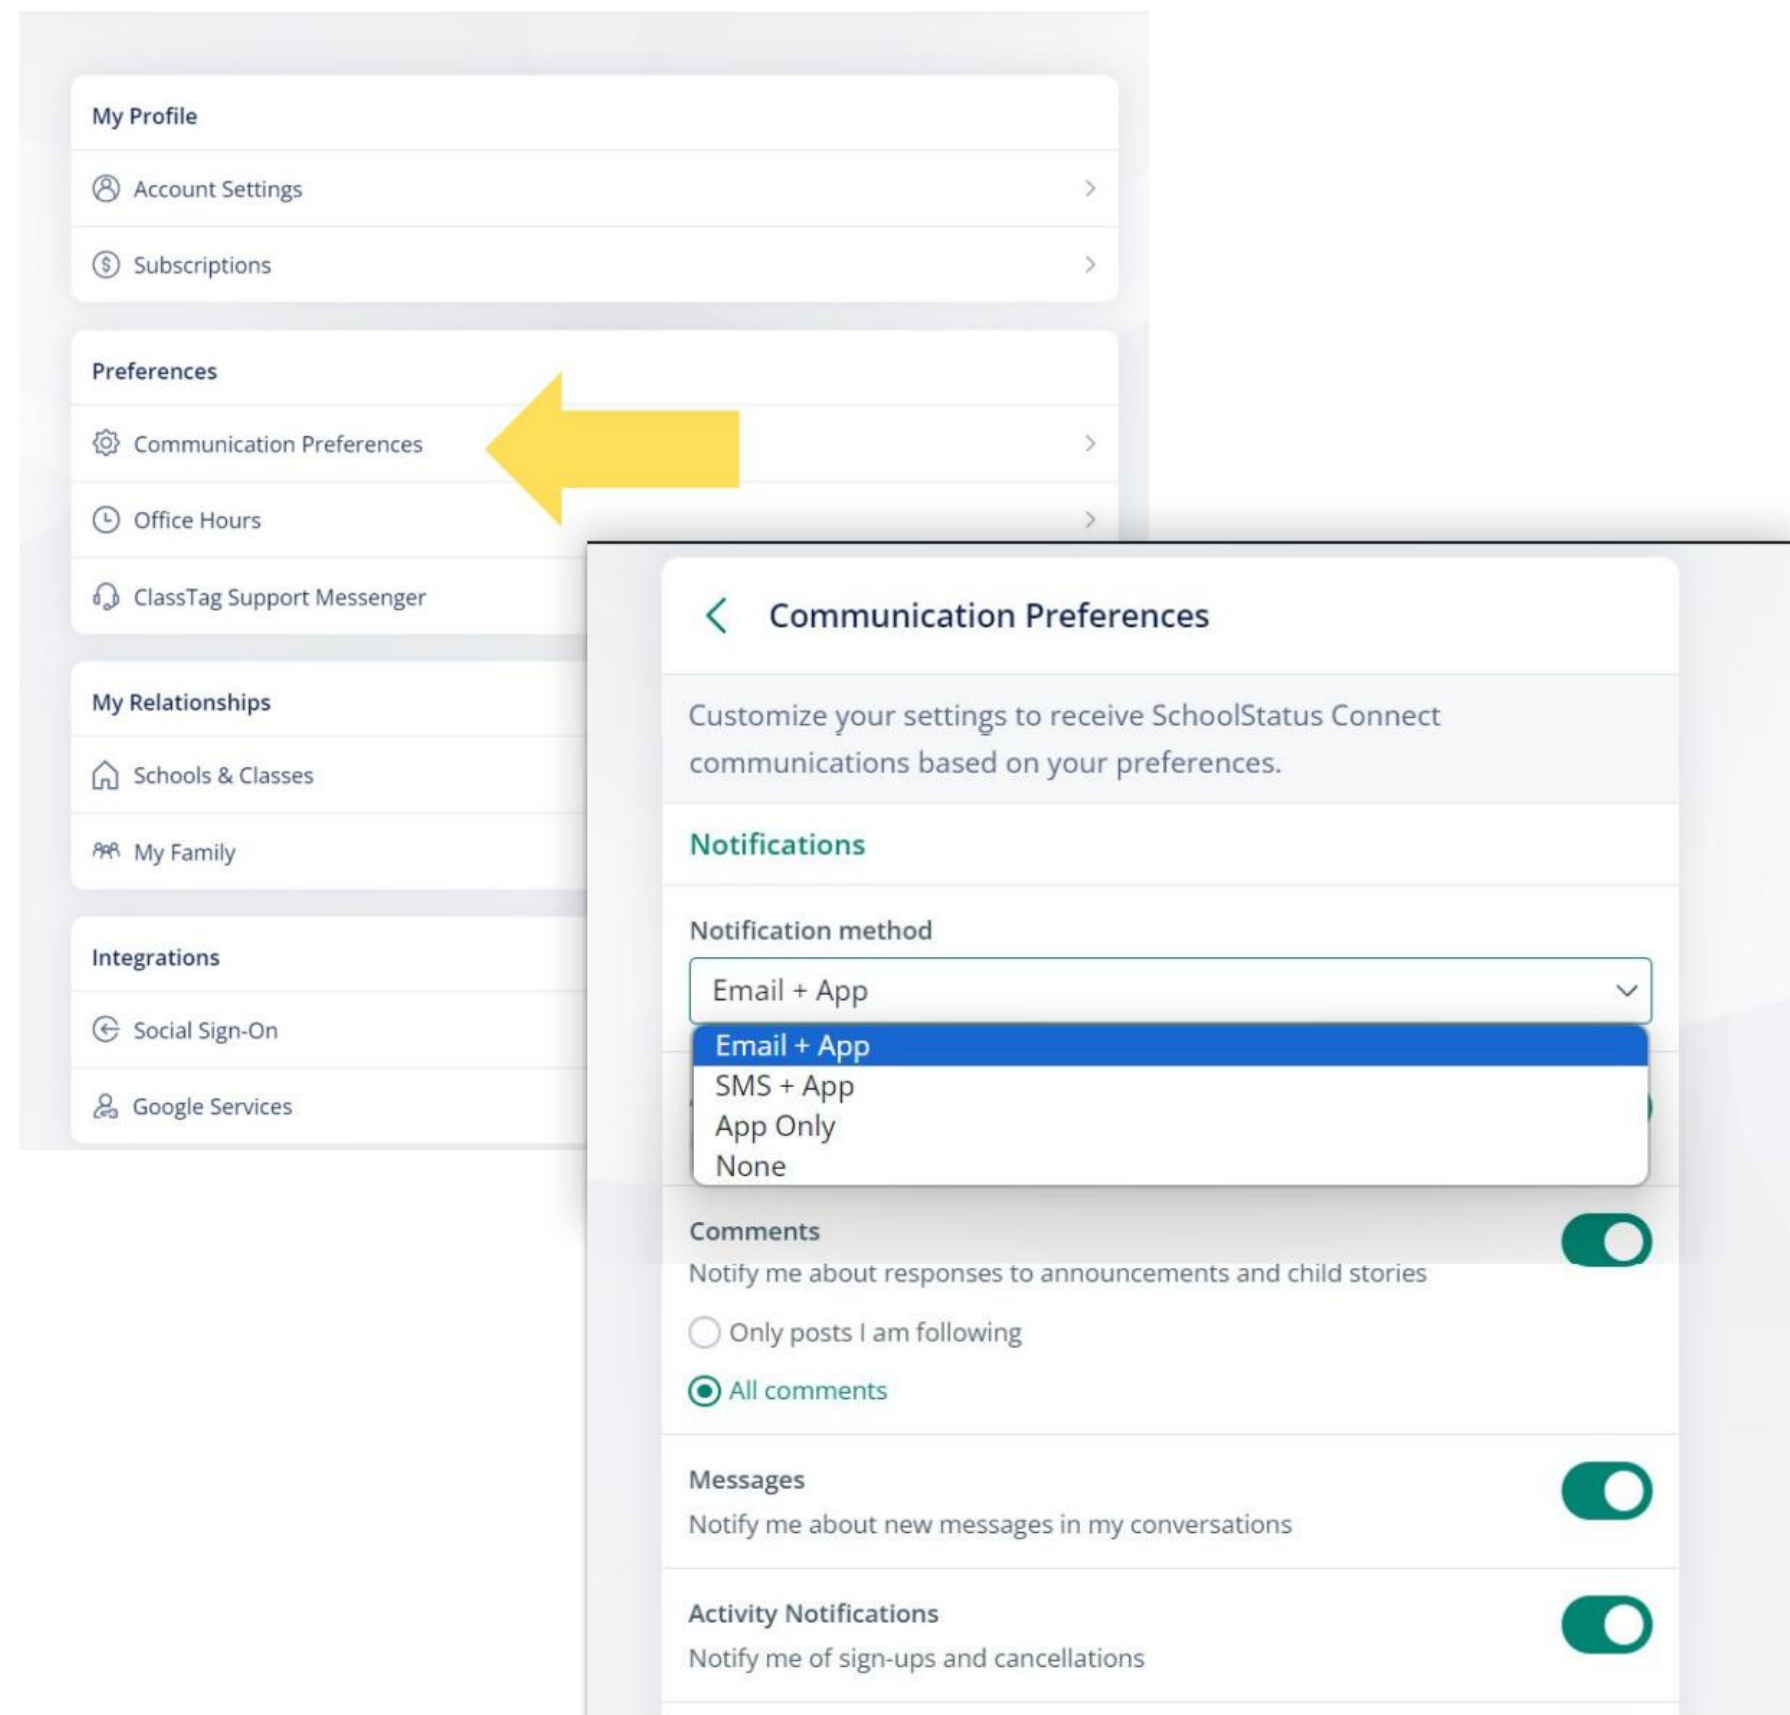 My Profile
Account Settings
Subscriptions
Preferences
Communication Preferences
Office Hours
ClassTag Support Messenger
My Relationships
Schools & Classes
My Family
Integrations
Social Sign-On
Google Services
Communication Preferences
Customize your settings to receive SchoolStatus Connect
communications based on your preferences.
Notifications
Notification method
Email + App
Email + App
SMS + App
App Only
None
Comments
Notify me about responses to announcements and child stories
Only posts I am following
All comments
Messages
Notify me about new messages in my conversations
Activity Notifications
Notify me of sign-ups and cancellations